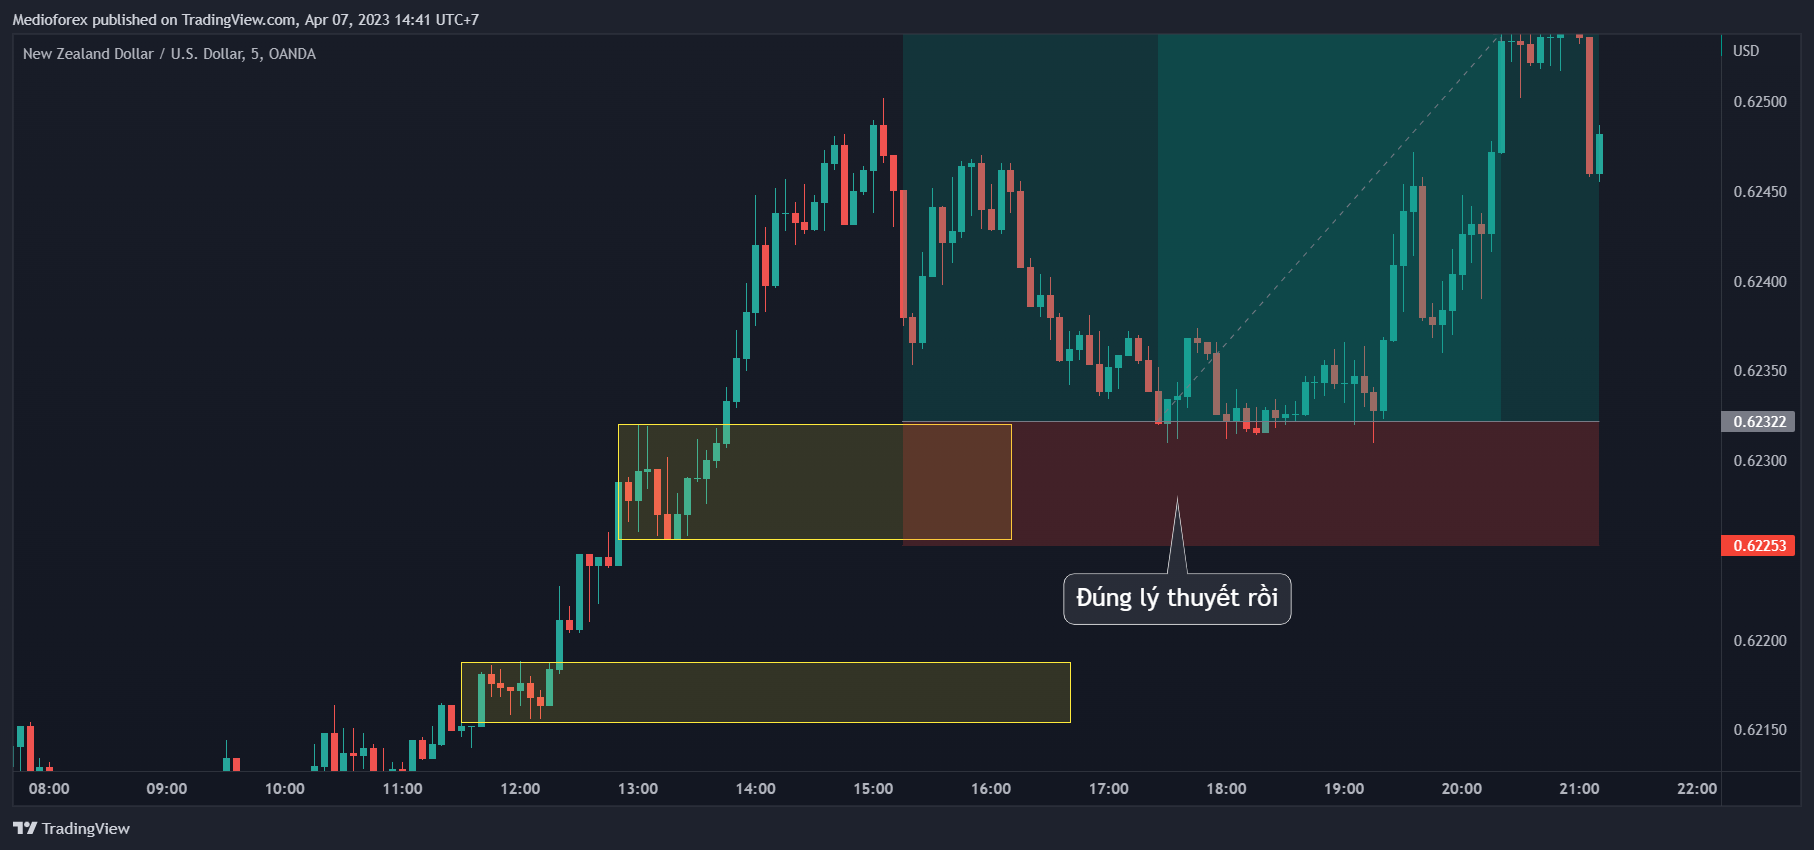 Medioforex published on TradingView.com, Apr 07, 2023 14:41 UTC+7
New Zealand Dollar / U.S. Dollar, 5, OANDA
USD
0.62500
0.62450
0.62400
0.62350
0.62322
0.62300
0.62253
Đúng lý thuyết rồi
0.62200
0.62150
08:00 09:00 10:00 11:00 12:00 13:00 14:00 15:00 16:00 17:00 18:00 19:00 20:00 21:00 22:00
TradingView